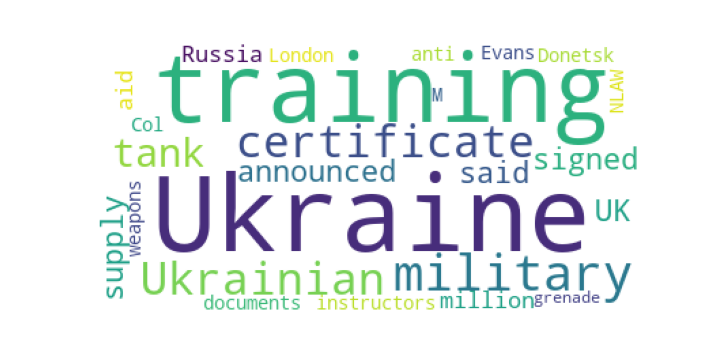 Russia London anti Evans Donetsk
aid training M NLAW
Col certificate
tank announced said signed
supply weapons Ukraine UK
Ukrainian military
documents instructors million grenade